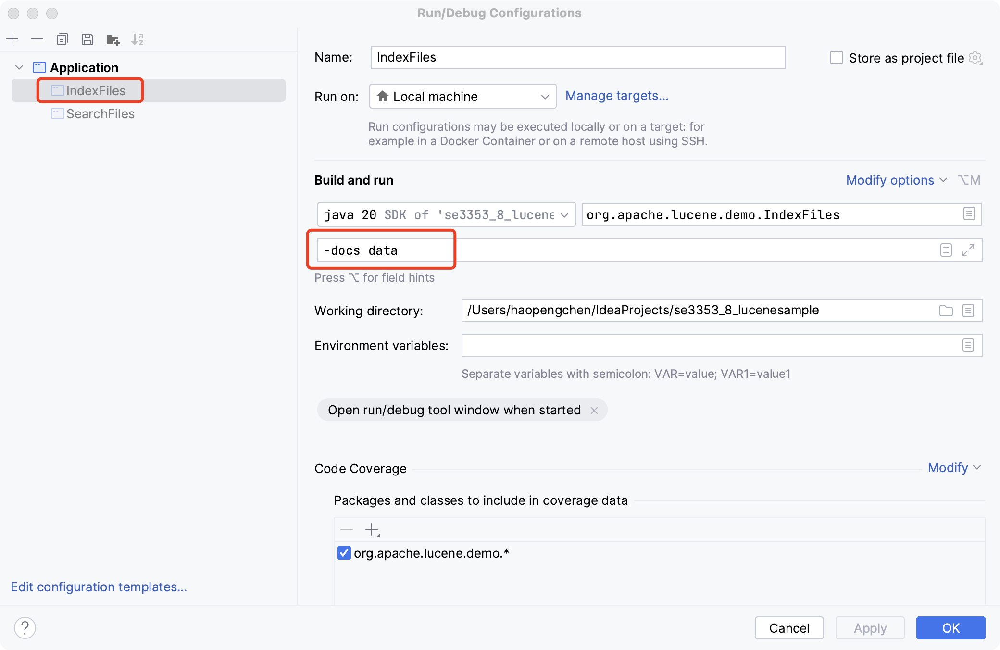 Run/Debug Configurations
Application
IndexFiles
SearchFiles
Edit configuration templates...
Name: IndexFiles Store as project file
Run on: Local machine Manage targets...
Run configurations may be executed locally or on a target: for
example in a Docker Container or on a remote host using SSH.
Build and run Modify options ⌥M
java 20 SDK of 'se3353_8_lucene org.apache.lucene.demo.IndexFiles
-docs data
Press ⌥ for field hints
Working directory: /Users/haopengchen/IdeaProjects/se3353_8_lucenesample
Environment variables:
Separate variables with semicolon: VAR=value; VAR1=value1
Open run/debug tool window when started
Code Coverage Modify
Packages and classes to include in coverage data
org.apache.lucene.demo.*
? Cancel Apply OK